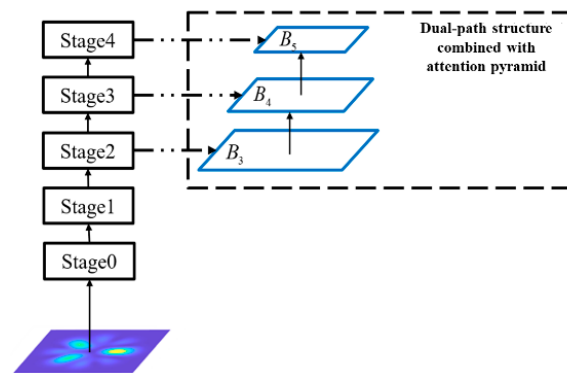 Stage4
Stage3
Stage2
Stage1
Stage0
B5
B4
B3
Dual-path structure
combined with
attention pyramid